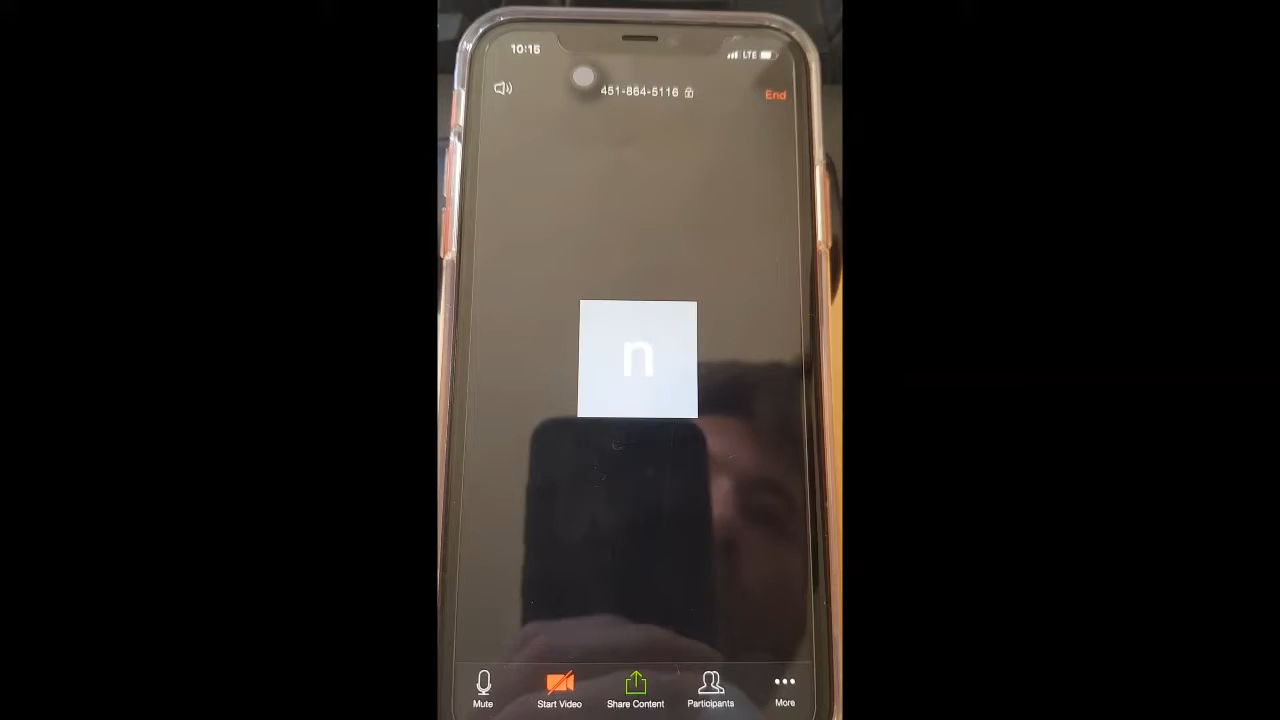 10:15 LTE
451-864-5116 End
n
Mute Start Video Share Content Participants More